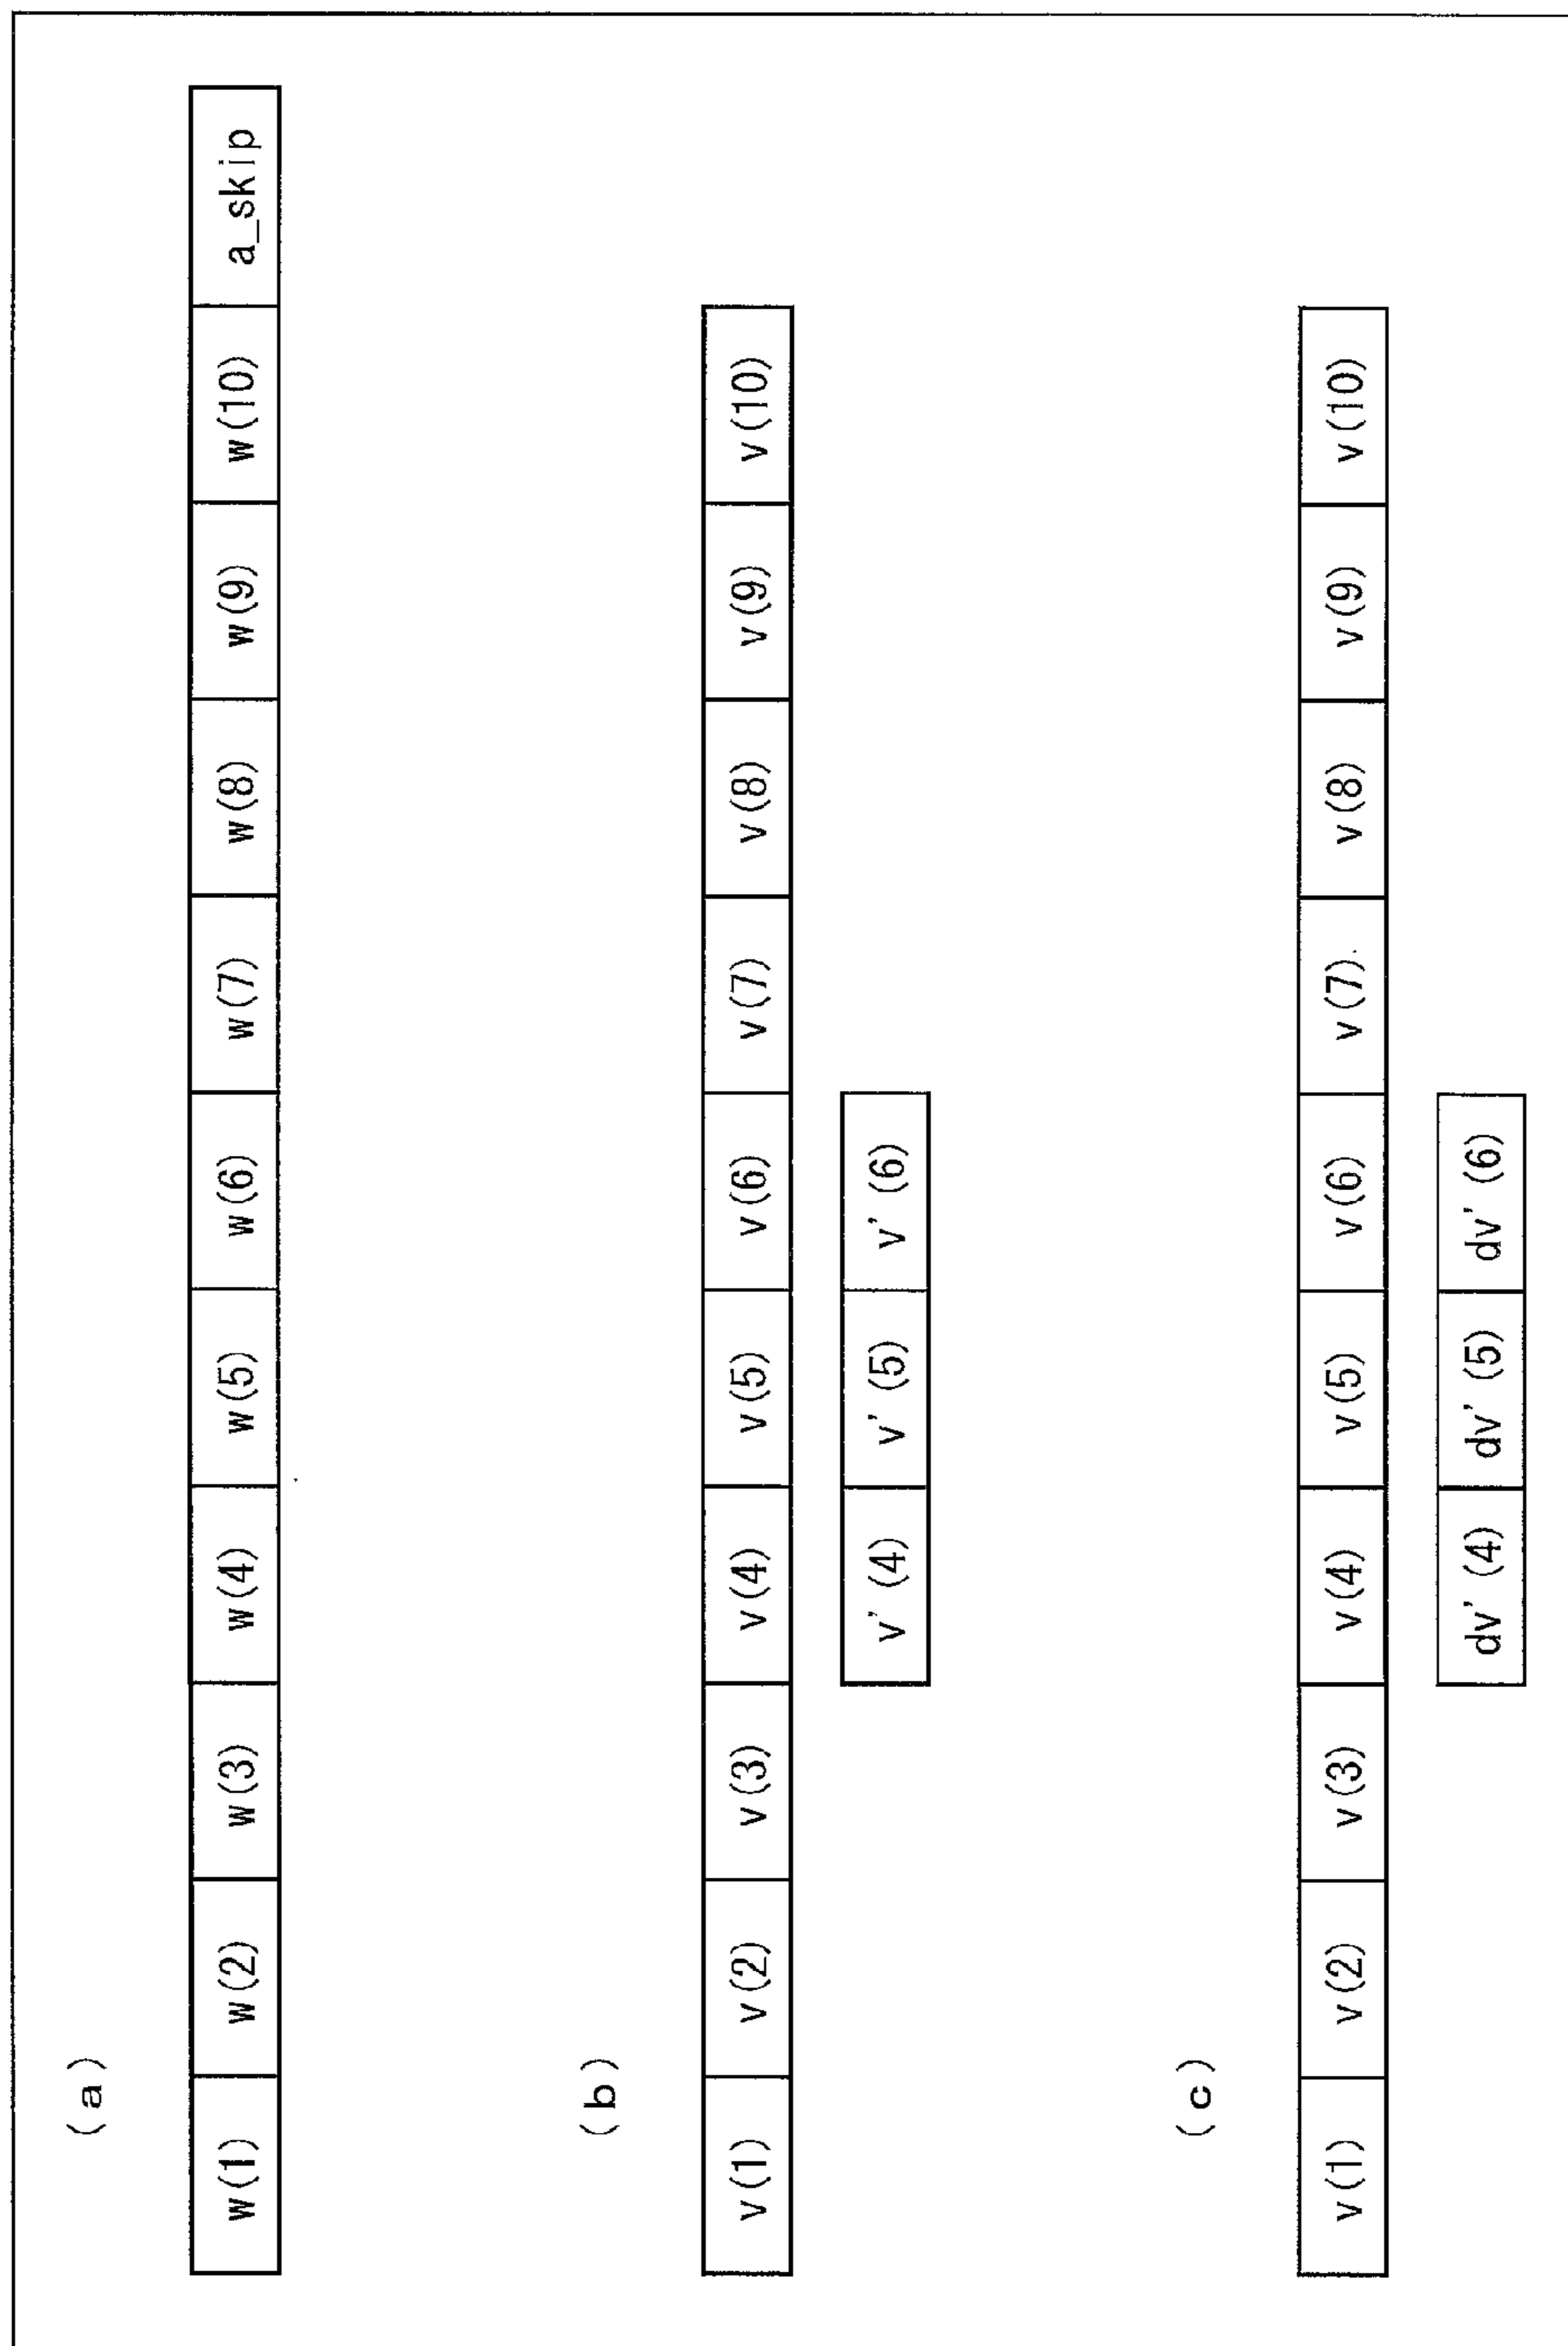 (a)
w(1) w(2) w(3) w(4) w(5) w(6) w(7) w(8) w(9) w(10) a_skip
(b)
v(1) v(2) v(3) v(4) v(5) v(6) v(7) v(8) v(9) v(10)
v'(4) v'(5) v'(6)
(c)
v(1) v(2) v(3) v(4) v(5) v(6) v(7) v(8) v(9) v(10)
dv'(4) dv'(5) dv'(6)